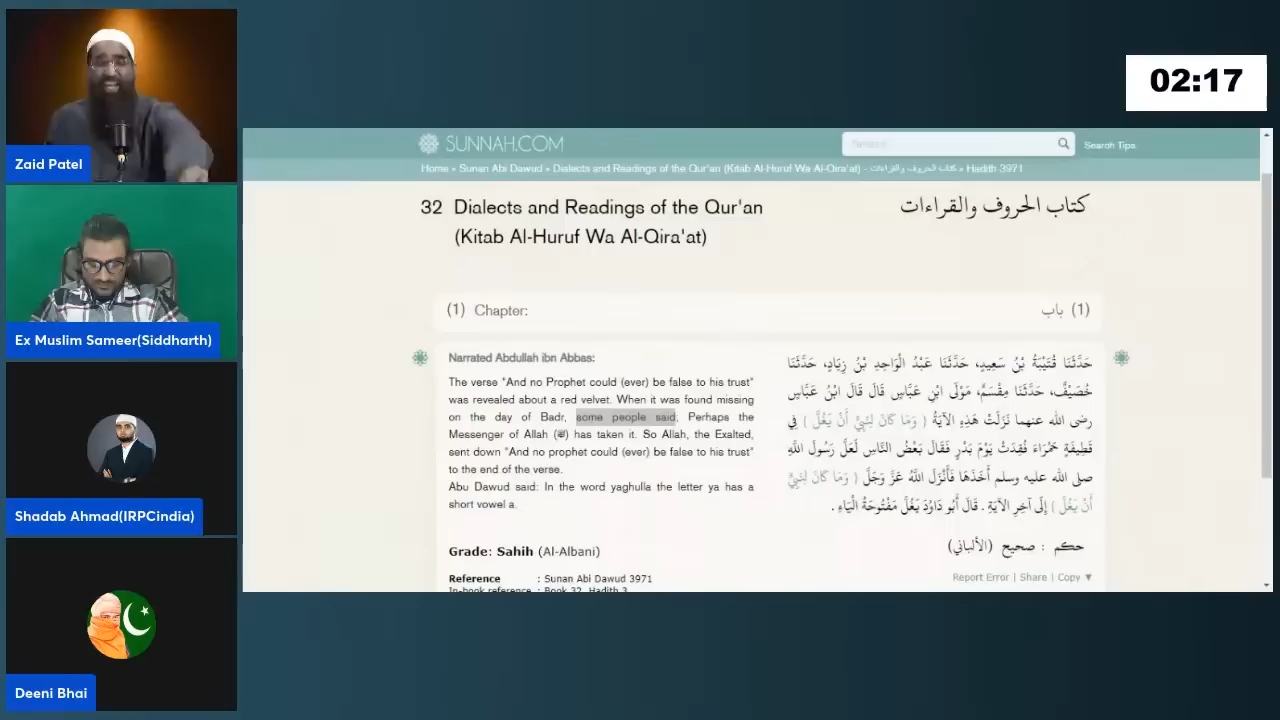 Zaid Patel
Ex Muslim Sameer(Siddharth)
Shadab Ahmad(IRPCindia)
Deeni Bhai
02:17
SUNNAH.COM
Search Tips
Home » Sunan Abi Dawud » Dialects and Readings of the Qur'an (Kitab Al-Huruf Wa Al-Qira'at) - كتاب الحروف والقراءات » Hadith 3971
32 Dialects and Readings of the Qur'an
(Kitab Al-Huruf Wa Al-Qira'at)
كتاب الحروف والقراءات
(1) Chapter:
(1) باب
Narrated Abdullah ibn Abbas:
The verse "And no Prophet could (ever) be false to his trust"
was revealed about a red velvet. When it was found missing
on the day of Badr, some people said; Perhaps the
Messenger of Allah (ﷺ) has taken it. So Allah, the Exalted,
sent down "And no prophet could (ever) be false to his trust"
to the end of the verse.
Abu Dawud said: In the word yaghulla the letter ya has a
short vowel a.
حَدَّثَنَا قُتَيْبَةُ بْنُ سَعِيدٍ، حَدَّثَنَا عَبْدُ الْوَاحِدِ بْنُ زِيَادٍ، حَدَّثَنَا
خُصَيْفٌ، حَدَّثَنَا مِقْسَمٌ، مَوْلَى ابْنِ عَبَّاسٍ قَالَ قَالَ ابْنُ عَبَّاسٍ
رضى الله عنهما نَزَلَتْ هَذِهِ الآيَةُ ‏{‏ وَمَا كَانَ لِنَبِيٍّ أَنْ يَغُلَّ ‏}‏ فِي
قَطِيفَةٍ حَمْرَاءَ فُقِدَتْ يَوْمَ بَدْرٍ فَقَالَ بَعْضُ النَّاسِ لَعَلَّ رَسُولَ اللَّهِ
صلى الله عليه وسلم أَخَذَهَا فَأَنْزَلَ اللَّهُ عَزَّ وَجَلَّ ‏{‏ وَمَا كَانَ لِنَبِيٍّ
أَنْ يَغُلَّ ‏}‏ إِلَى آخِرِ الآيَةِ ‏.‏ قَالَ أَبُو دَاوُدَ يَغُلَّ مَفْتُوحَةُ الْيَاءِ ‏.‏
Grade: Sahih (Al-Albani)
حكم : صحيح (الألباني)
Reference : Sunan Abi Dawud 3971
In-book reference : Book 32, Hadith 3
Report Error | Share | Copy ▼